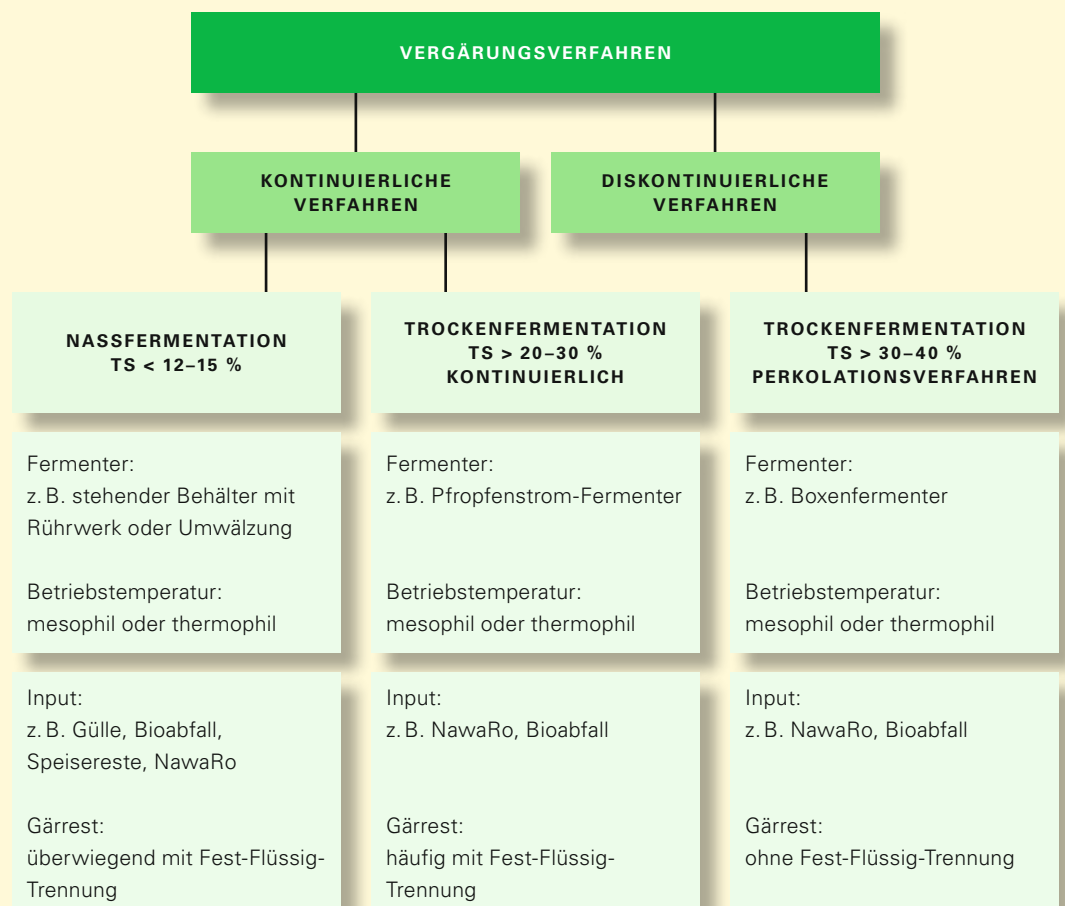 VERGÄRUNGSVERFAHREN
KONTINUIERLICHE
VERFAHREN
DISKONTINUIERLICHE
VERFAHREN
NASSFERMENTATION
TS < 12–15 %
TROCKENFERMENTATION
TS > 20–30 %
KONTINUIERLICH
TROCKENFERMENTATION
TS > 30–40 %
PERKOLATIONSVERFAHREN
Fermenter:
z. B. stehender Behälter mit
Rührwerk oder Umwälzung
Betriebstemperatur:
mesophil oder thermophil
Fermenter:
z. B. Pfropfenstrom-Fermenter
Betriebstemperatur:
mesophil oder thermophil
Fermenter:
z. B. Boxenfermenter
Betriebstemperatur:
mesophil oder thermophil
Input:
z. B. Gülle, Bioabfall,
Speisereste, NawaRo
Gärrest:
überwiegend mit Fest-Flüssig-
Trennung
Input:
z. B. NawaRo, Bioabfall
Gärrest:
häufig mit Fest-Flüssig-
Trennung
Input:
z. B. NawaRo, Bioabfall
Gärrest:
ohne Fest-Flüssig-Trennung